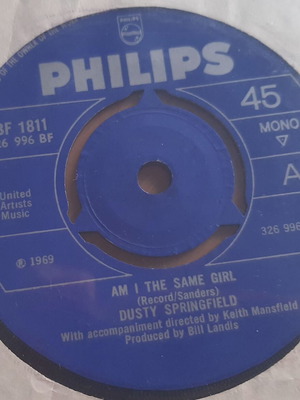 PHILIPS
PHILIPS
BF 1811
326 996 BF
45
MONO
United
Artists
Music
A
326 996
℗ 1969
AM I THE SAME GIRL
(Record/Sanders)
DUSTY SPRINGFIELD
With accompaniment directed by Keith Mansfield
Produced by Bill Landis